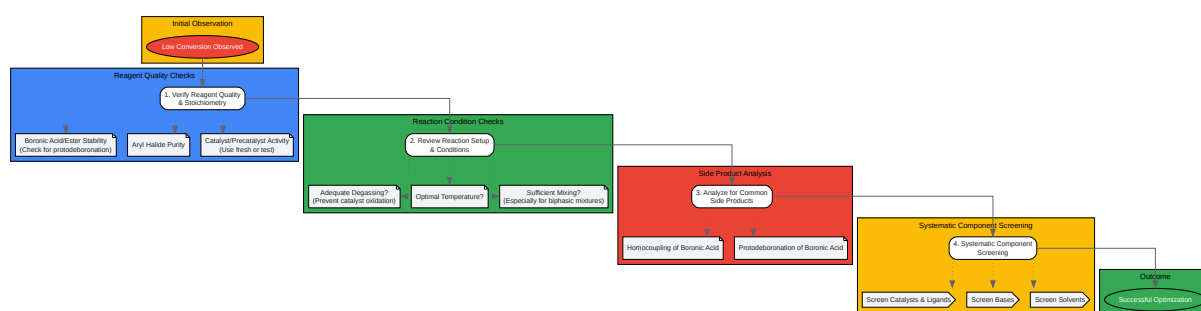 Initial Observation
Low Conversion Observed
Reagent Quality Checks
1. Verify Reagent Quality
& Stoichiometry
Boronic Acid/Ester Stability
(Check for protodeboronation)
Aryl Halide Purity
Catalyst/Precatalyst Activity
(Use fresh or test)
Reaction Condition Checks
2. Review Reaction Setup
& Conditions
Adequate Degassing?
(Prevent catalyst oxidation)
Optimal Temperature?
Sufficient Mixing?
(Especially for biphasic mixtures)
Side Product Analysis
3. Analyze for Common
Side Products
Homocoupling of Boronic Acid
Protodeboronation of Boronic Acid
Systematic Component Screening
4. Systematic Component
Screening
Screen Catalysts & Ligands
Screen Bases
Screen Solvents
Outcome
Successful Optimization